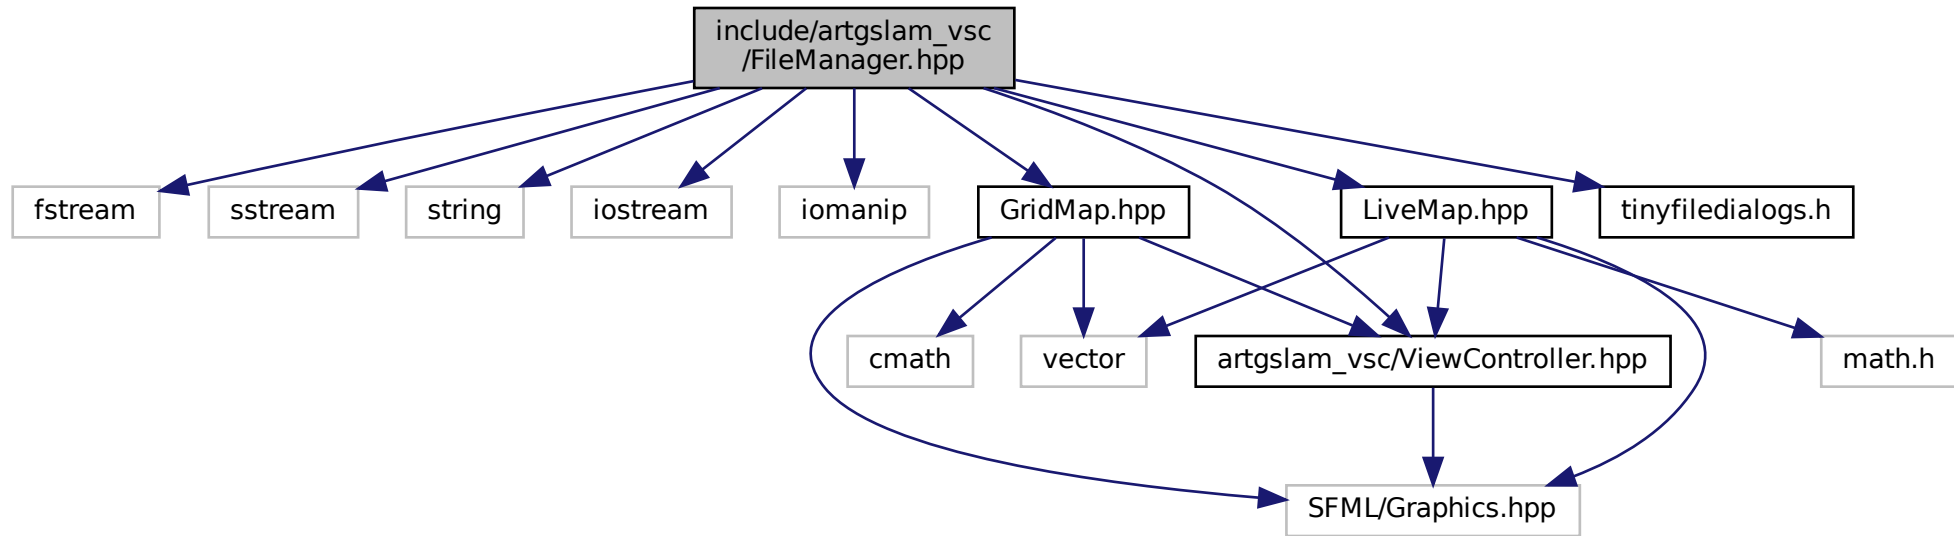 include/artgslam_vsc
/FileManager.hpp
fstream
sstream
string
iostream
iomanip
GridMap.hpp
LiveMap.hpp
tinyfiledialogs.h
cmath
vector
artgslam_vsc/ViewController.hpp
math.h
SFML/Graphics.hpp